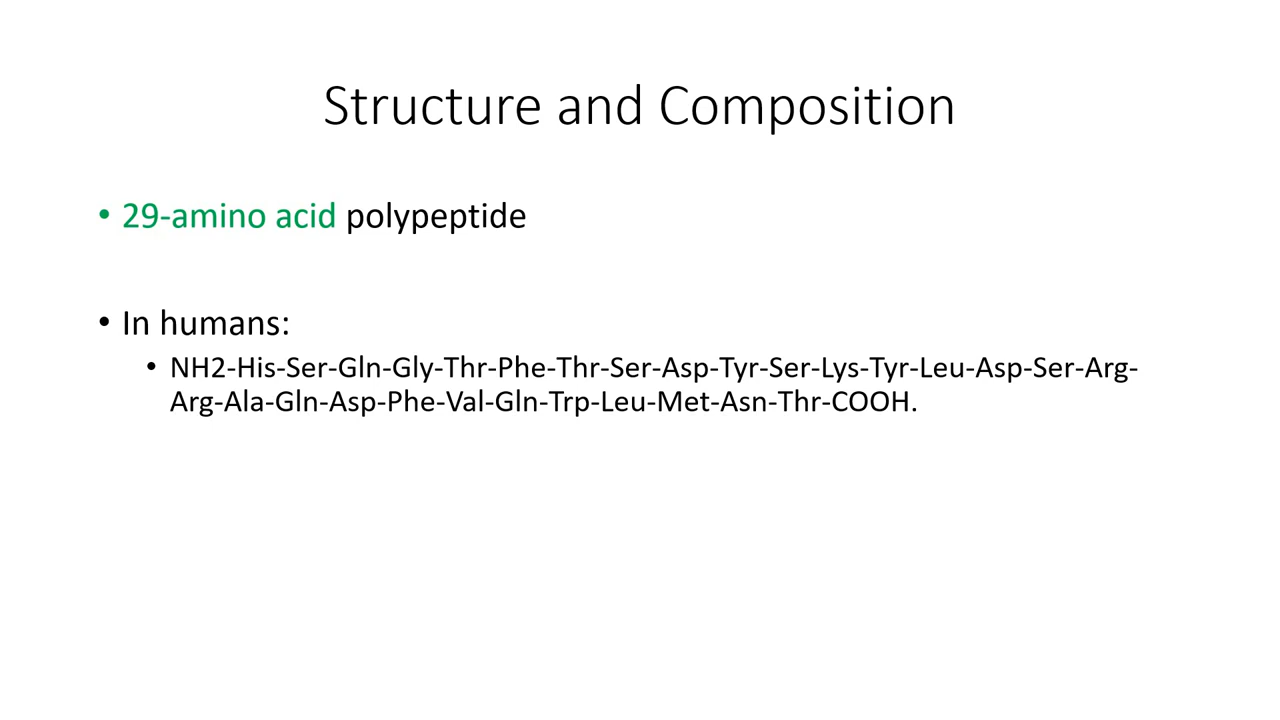 Structure and Composition
• 29-amino acid polypeptide
• In humans:
• NH2-His-Ser-Gln-Gly-Thr-Phe-Thr-Ser-Asp-Tyr-Ser-Lys-Tyr-Leu-Asp-Ser-Arg-
Arg-Ala-Gln-Asp-Phe-Val-Gln-Trp-Leu-Met-Asn-Thr-COOH.